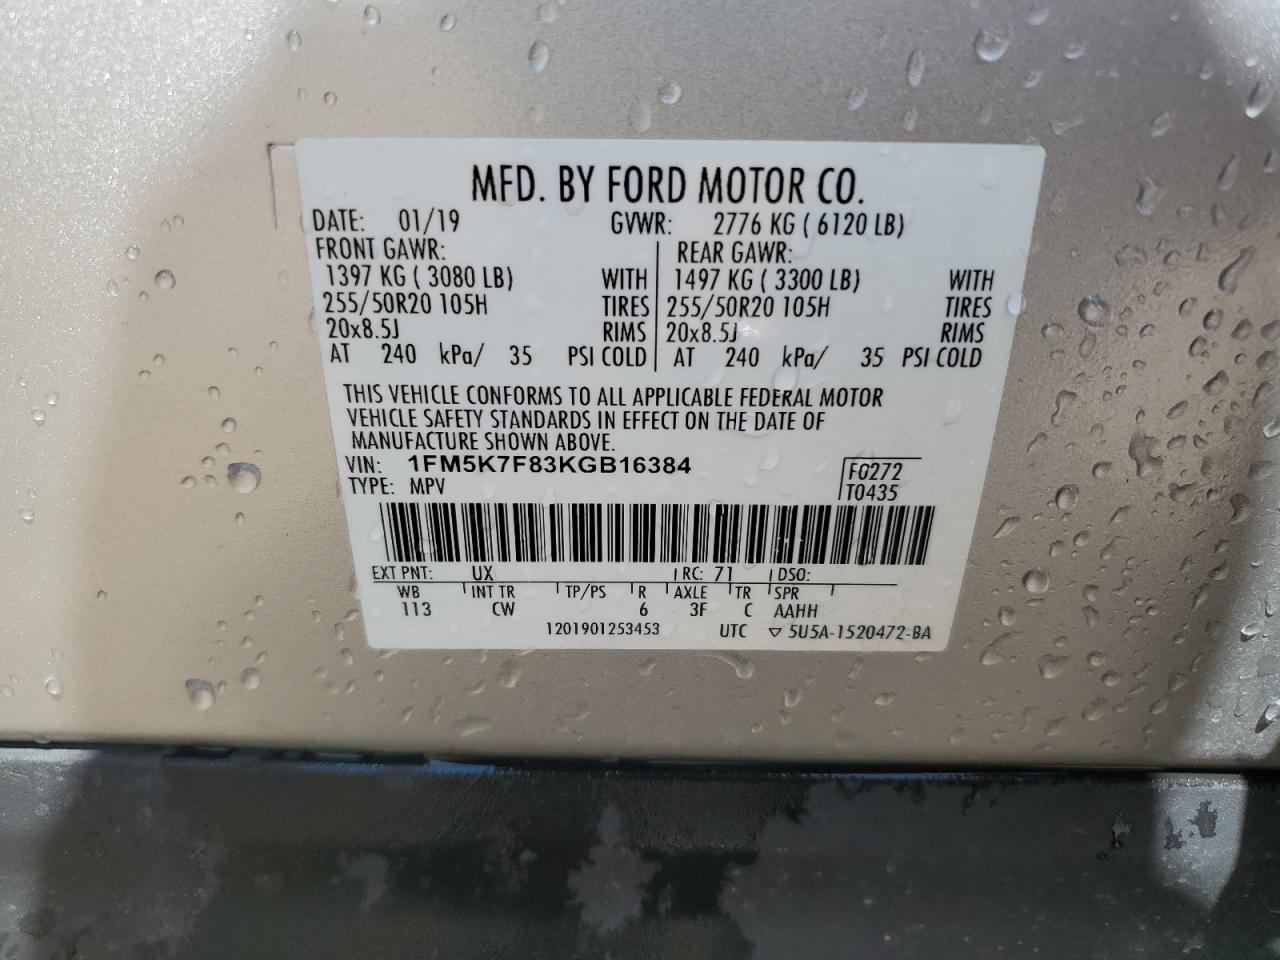 MFD. BY FORD MOTOR CO.
DATE: 01/19 GVWR: 2776 KG ( 6120 LB)
FRONT GAWR: REAR GAWR:
1397 KG ( 3080 LB) WITH 1497 KG ( 3300 LB) WITH
255/50R20 105H TIRES 255/50R20 105H TIRES
20x8.5J RIMS 20x8.5J RIMS
AT 240 kPa/ 35 PSI COLD AT 240 kPa/ 35 PSI COLD
THIS VEHICLE CONFORMS TO ALL APPLICABLE FEDERAL MOTOR
VEHICLE SAFETY STANDARDS IN EFFECT ON THE DATE OF
MANUFACTURE SHOWN ABOVE.
VIN: 1FM5K7F83KGB16384 F0272
TYPE: MPV T0435
EXT PNT: UX RC: 71 DSO:
WB INT TR TP/PS R AXLE TR SPR
113 CW 6 3F C AAHH
1201901253453 UTC ▽ 5U5A-1520472-BA